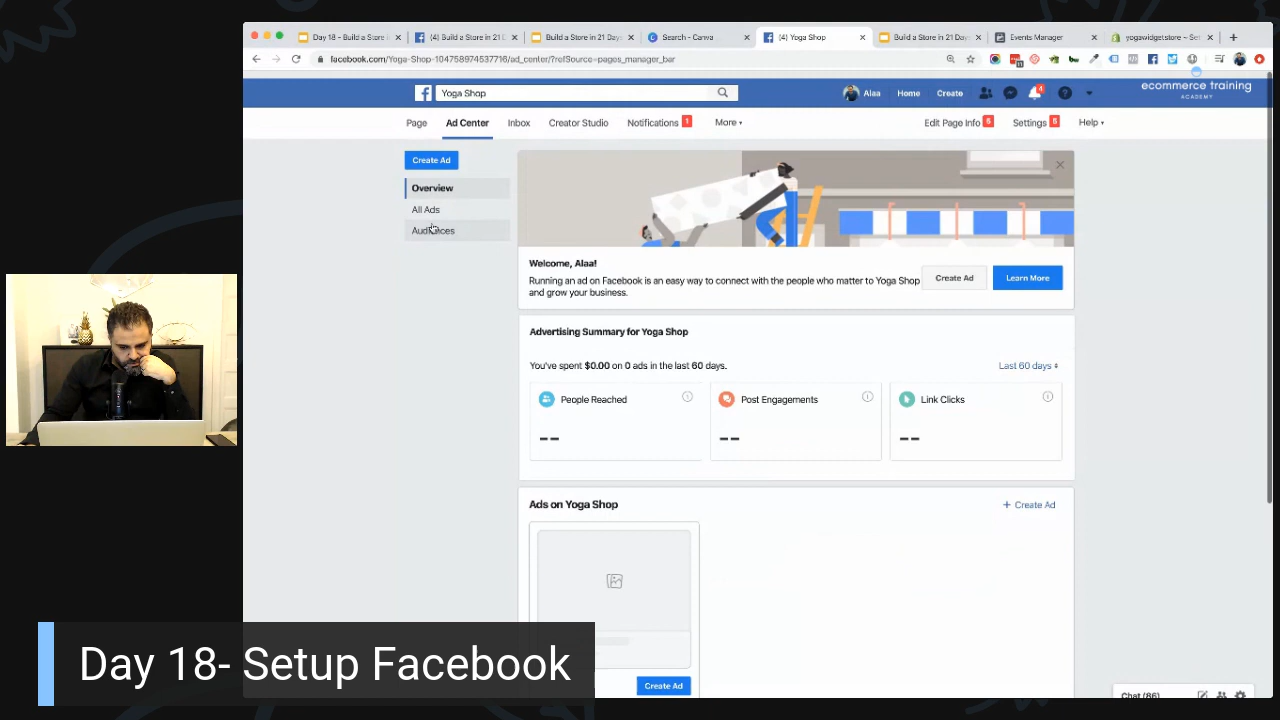 Day 18 - Build a Store in
(4) Build a Store in 21 D
Build a Store in 21 Day
Search - Canva
(4) Yoga Shop
Build a Store in 21 Days
Events Manager
yogawidgetstore ~ Se
facebook.com/Yoga-Shop-104758974537716/ad_center/?refSource=pages_manager_bar
Yoga Shop
Alaa
Home
Create
4
ecommerce training
ACADEMY
Page
Ad Center
Inbox
Creator Studio
Notifications 1
More
Edit Page Info 6
Settings 8
Help
Create Ad
Overview
All Ads
Audiences
Welcome, Alaa!
Running an ad on Facebook is an easy way to connect with the people who matter to Yoga Shop
and grow your business.
Create Ad
Learn More
Advertising Summary for Yoga Shop
You've spent $0.00 on 0 ads in the last 60 days.
Last 60 days
People Reached
Post Engagements
Link Clicks
--
--
--
Ads on Yoga Shop
+ Create Ad
Create Ad
Chat (86)
Day 18- Setup Facebook